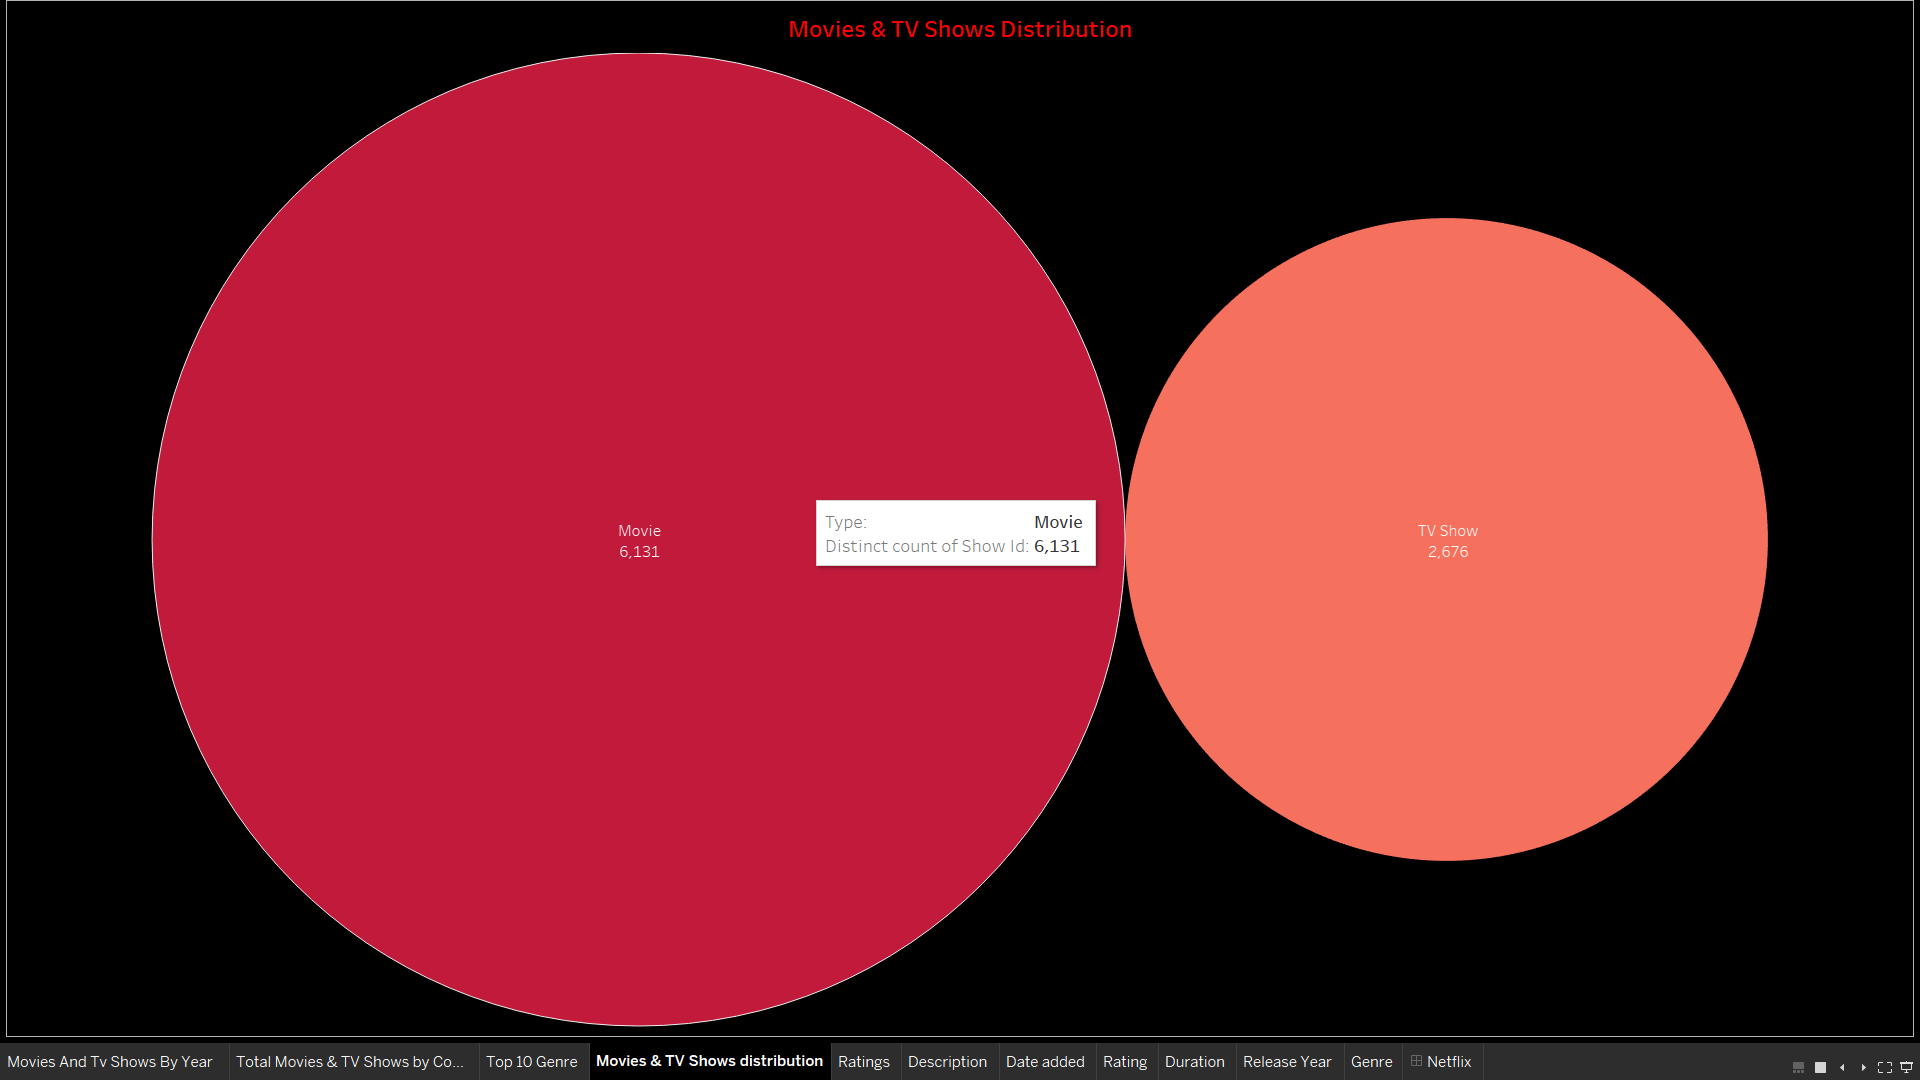 Movies & TV Shows Distribution
Movie
6,131
Type: Movie
Distinct count of Show Id: 6,131
TV Show
2,676
Movies And Tv Shows By Year Total Movies & TV Shows by Co... Top 10 Genre Movies & TV Shows distribution Ratings Description Date added Rating Duration Release Year Genre Netflix